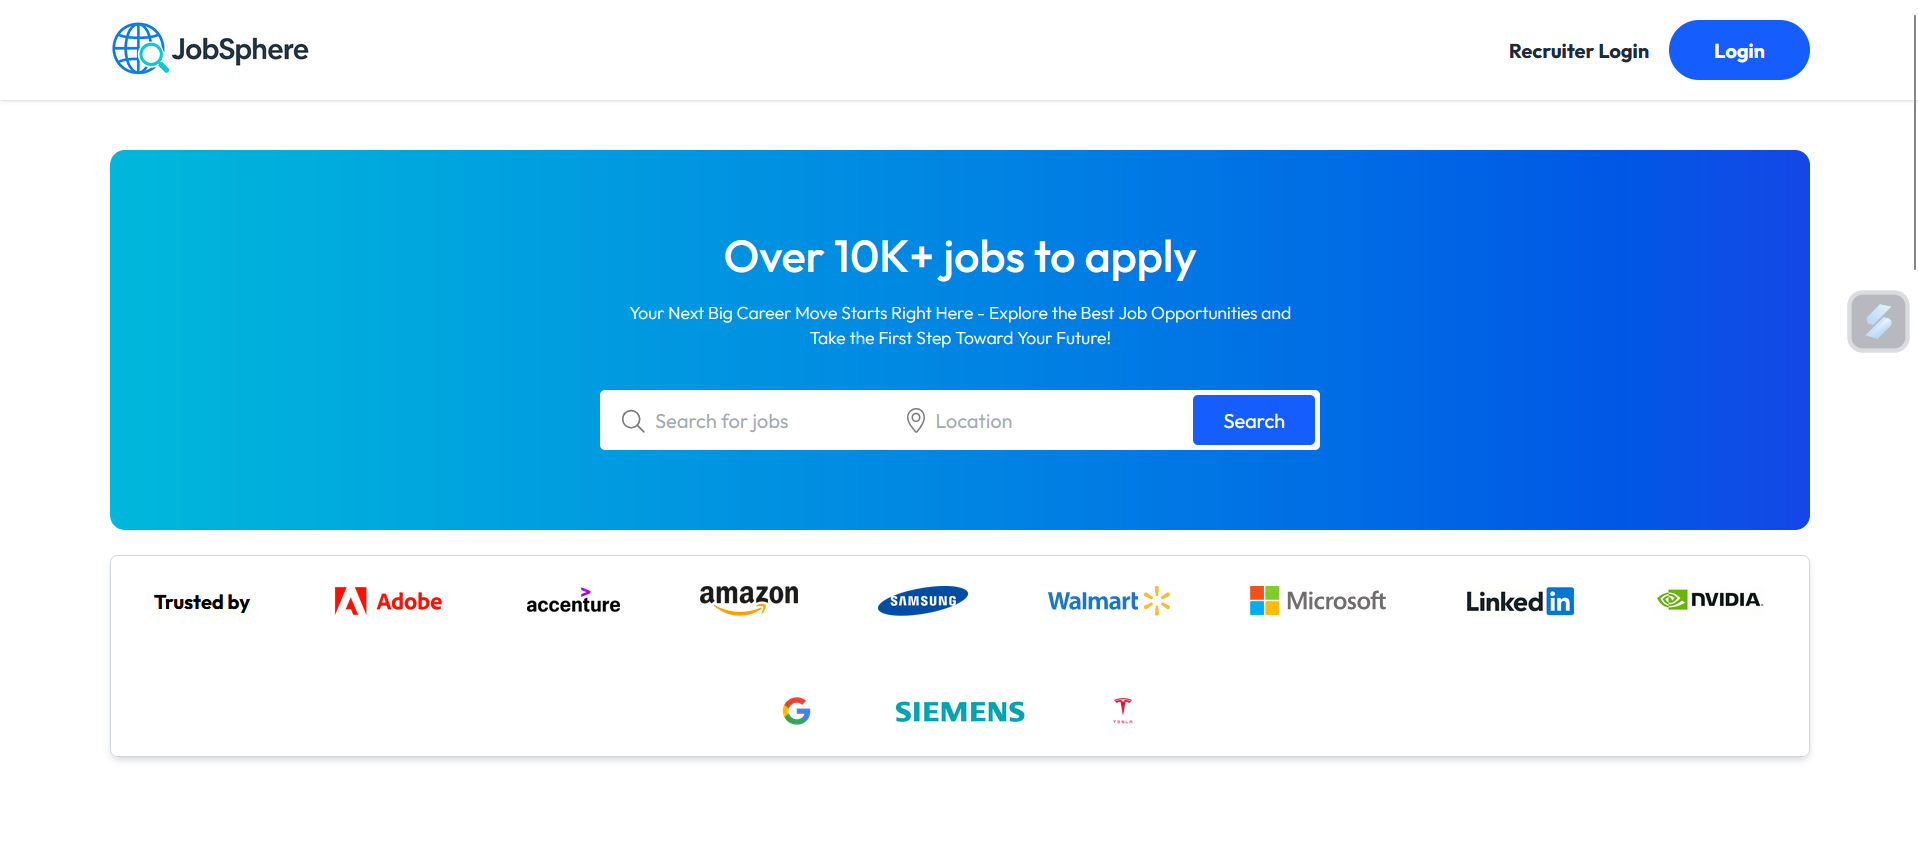 JobSphere
Recruiter Login
Login
Over 10K+ jobs to apply
Your Next Big Career Move Starts Right Here - Explore the Best Job Opportunities and
Take the First Step Toward Your Future!
Search for jobs
Location
Search
Trusted by
Adobe
accenture
amazon
SAMSUNG
Walmart
Microsoft
Linked in
NVIDIA.
G
SIEMENS
TESLA